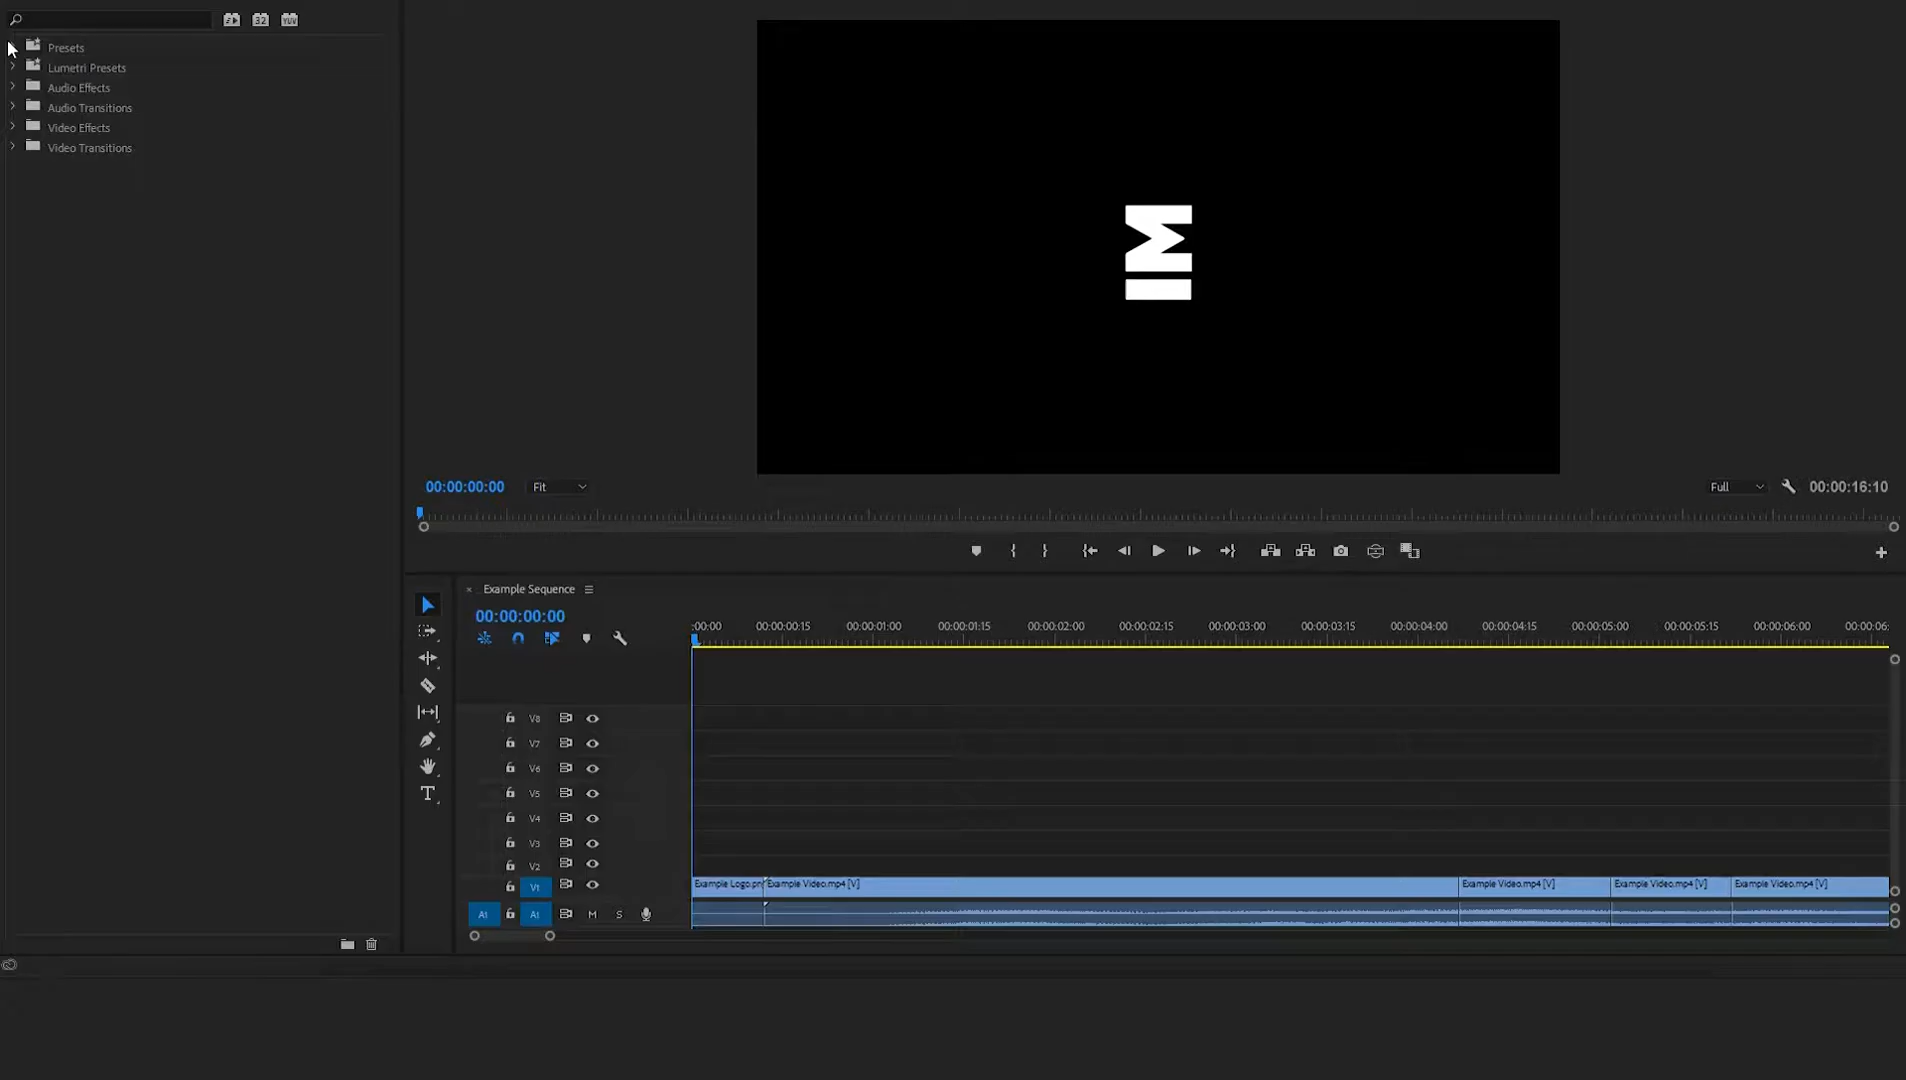 32 YUV
Presets
Lumetri Presets
Audio Effects
Audio Transitions
Video Effects
Video Transitions
IM
00:00:00:00 Fit Full 00:00:16:10
Example Sequence
00:00:00:00
:00:00 00:00:00:15 00:00:01:00 00:00:01:15 00:00:02:00 00:00:02:15 00:00:03:00 00:00:03:15 00:00:04:00 00:00:04:15 00:00:05:00 00:00:05:15 00:00:06:00 00:00:06:
V8
V7
V6
V5
V4
V3
V2
V1 Example Logo.pn Example Video.mp4 [V] Example Video.mp4 [V] Example Video.mp4 [V] Example Video.mp4 [V]
A1 A1 M S